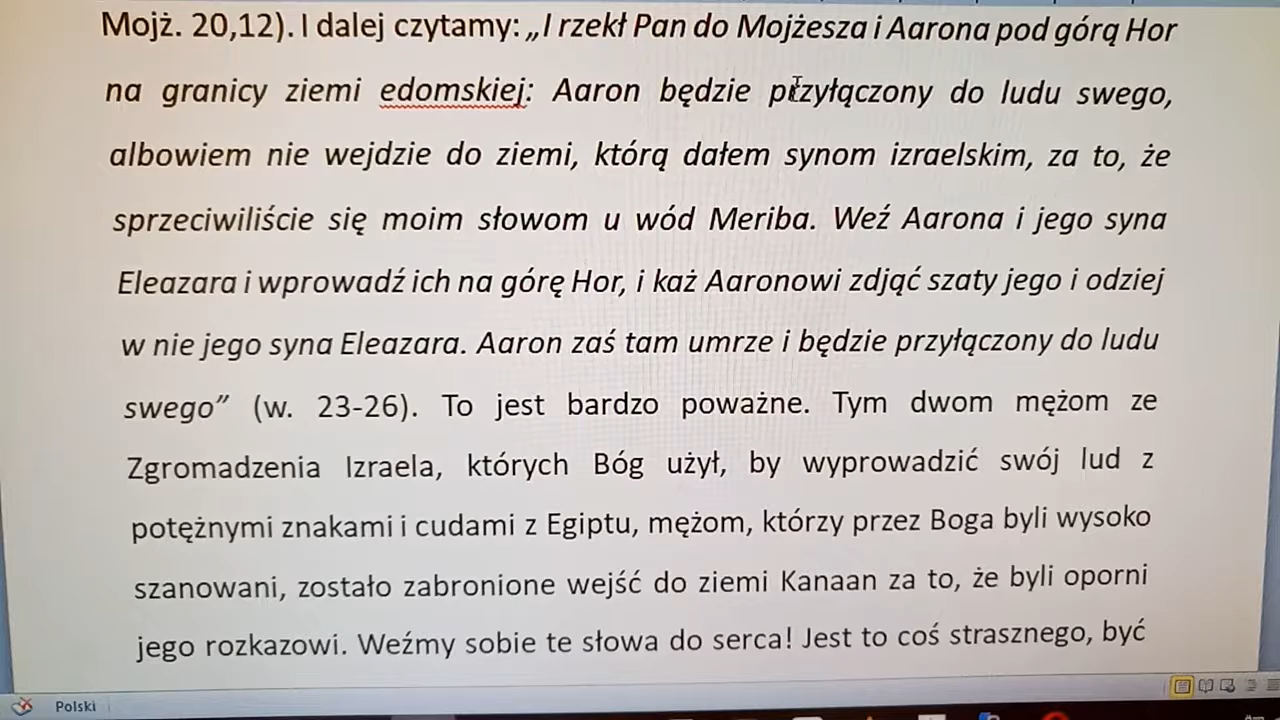 Mojż. 20,12). I dalej czytamy: „I rzekł Pan do Mojżesza i Aarona pod górą Hor
na granicy ziemi edomskiej: Aaron będzie przyłączony do ludu swego,
albowiem nie wejdzie do ziemi, którą dałem synom izraelskim, za to, że
sprzeciwiliście się moim słowom u wód Meriba. Weź Aarona i jego syna
Eleazara i wprowadź ich na górę Hor, i każ Aaronowi zdjąć szaty jego i odziej
w nie jego syna Eleazara. Aaron zaś tam umrze i będzie przyłączony do ludu
swego” (w. 23-26). To jest bardzo poważne. Tym dwom mężom ze
Zgromadzenia Izraela, których Bóg użył, by wyprowadzić swój lud z
potężnymi znakami i cudami z Egiptu, mężom, którzy przez Boga byli wysoko
szanowani, zostało zabronione wejść do ziemi Kanaan za to, że byli oporni
jego rozkazowi. Weźmy sobie te słowa do serca! Jest to coś strasznego, być
Polski